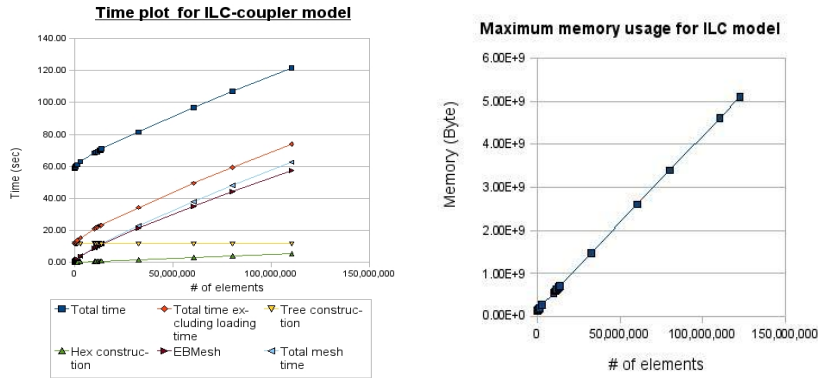 Time plot for ILC-coupler model
140.00
120.00
100.00
80.00
60.00
40.00
20.00
0.00
Time (sec)
0
50,000,000
100,000,000
150,000,000
# of elements
Total time
Total time ex-
cluding loading
time
Tree construc-
tion
Hex construc-
tion
EBMesh
Total mesh
time
Maximum memory usage for ILC model
6.00E+9
5.00E+9
4.00E+9
3.00E+9
2.00E+9
1.00E+9
0.00E+0
Memory (Byte)
0
50,000,000
100,000,000
150,000,000
# of elements